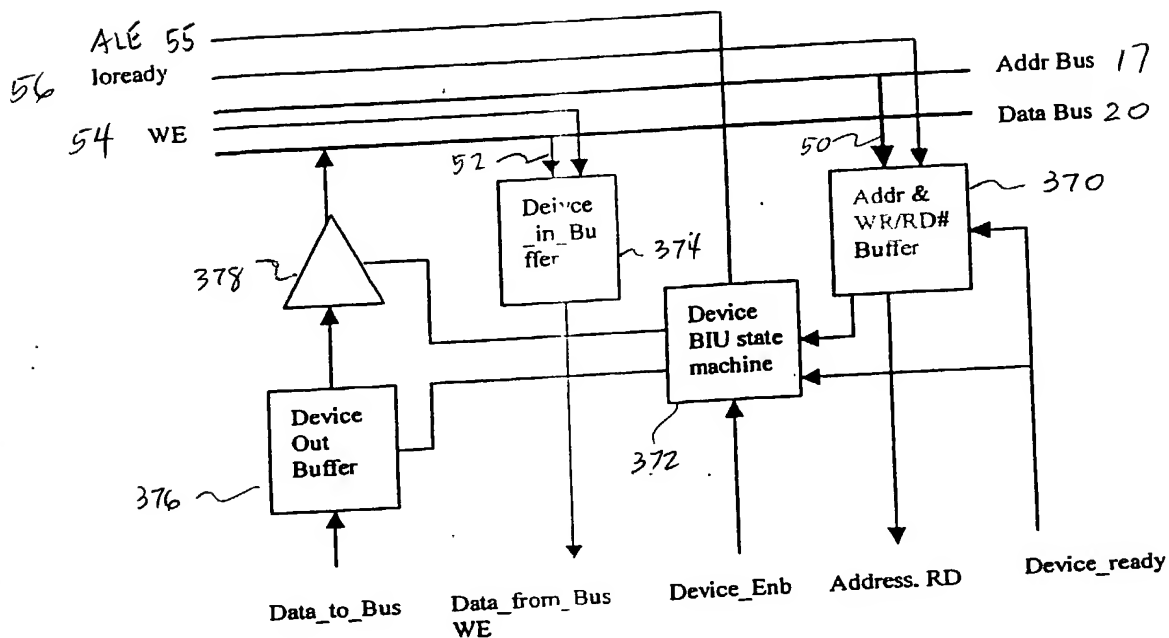 ALE 55
56 Ioready
Addr Bus 17
54 WE
Data Bus 20
52
50
Deivce
_in_Bu
ffer
374
Addr &
WR/RD#
Buffer
370
378
Device
BIU state
machine
372
Device
Out
Buffer
376
Data_to_Bus
Data_from_Bus
WE
Device_Enb
Address. RD
Device_ready